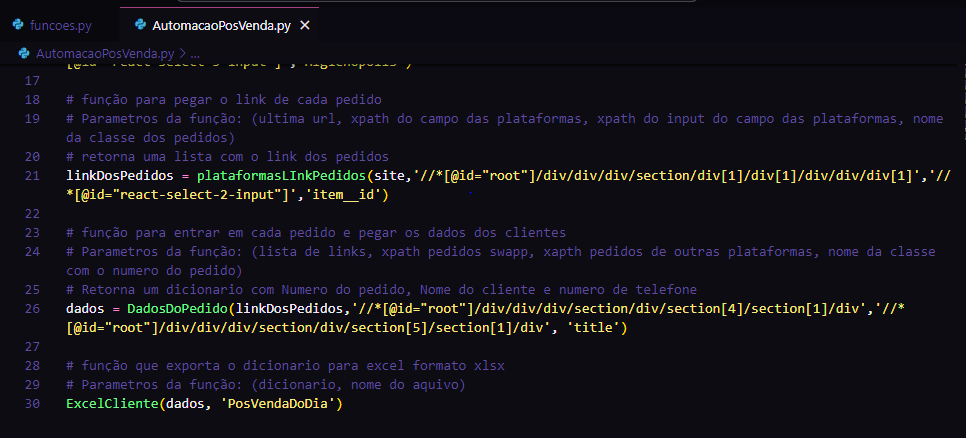 funcoes.py
AutomacaoPosVenda.py ×
AutomacaoPosVenda.py > ...
17
18 # função para pegar o link de cada pedido
19 # Parametros da função: (ultima url, xpath do campo das plataformas, xpath do input do campo das plataformas, nome
da classe dos pedidos)
20 # retorna uma lista com o link dos pedidos
21 linkDosPedidos = plataformasLInkPedidos(site,'//*[@id="root"]/div/div/div/section/div[1]/div[1]/div/div/div[1]','//
*[@id="react-select-2-input"]','item__id')
22
23 # função para entrar em cada pedido e pegar os dados dos clientes
24 # Parametros da função: (lista de links, xpath pedidos swapp, xapth pedidos de outras plataformas, nome da classe
com o numero do pedido)
25 # Retorna um dicionario com Numero do pedido, Nome do cliente e numero de telefone
26 dados = DadosDoPedido(linkDosPedidos,'//*[@id="root"]/div/div/div/section/div/section[4]/section[1]/div','//*
[@id="root"]/div/div/div/section/div/section[5]/section[1]/div', 'title')
27
28 # função que exporta o dicionario para excel formato xlsx
29 # Parametros da função: (dicionario, nome do aquivo)
30 ExcelCliente(dados, 'PosVendaDoDia')